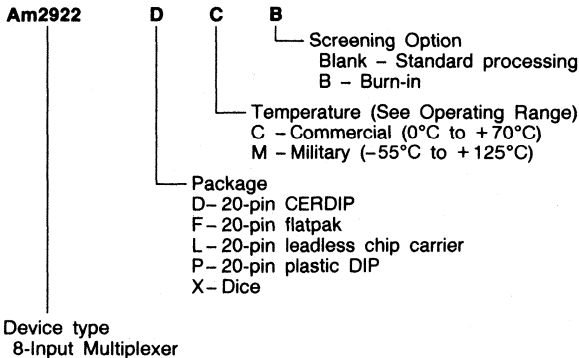 Am2922 D C B
Screening Option
Blank – Standard processing
B – Burn-in
Temperature (See Operating Range)
C – Commercial (0°C to +70°C)
M – Military (–55°C to +125°C)
Package
D– 20-pin CERDIP
F– 20-pin flatpak
L– 20-pin leadless chip carrier
P– 20-pin plastic DIP
X– Dice
Device type
8-Input Multiplexer